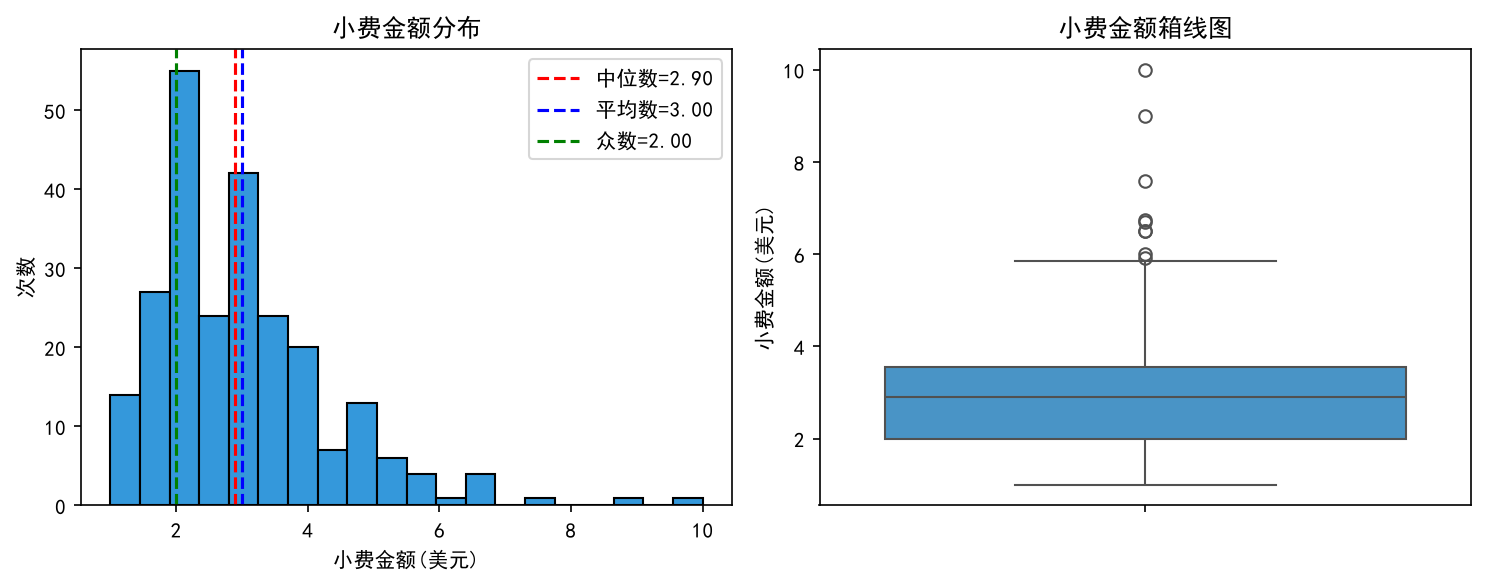 小费金额分布
中位数=2.90
平均数=3.00
众数=2.00
次数
50
40
30
20
10
0
2
4
6
8
10
小费金额(美元)
小费金额箱线图
小费金额(美元)
10
8
6
4
2